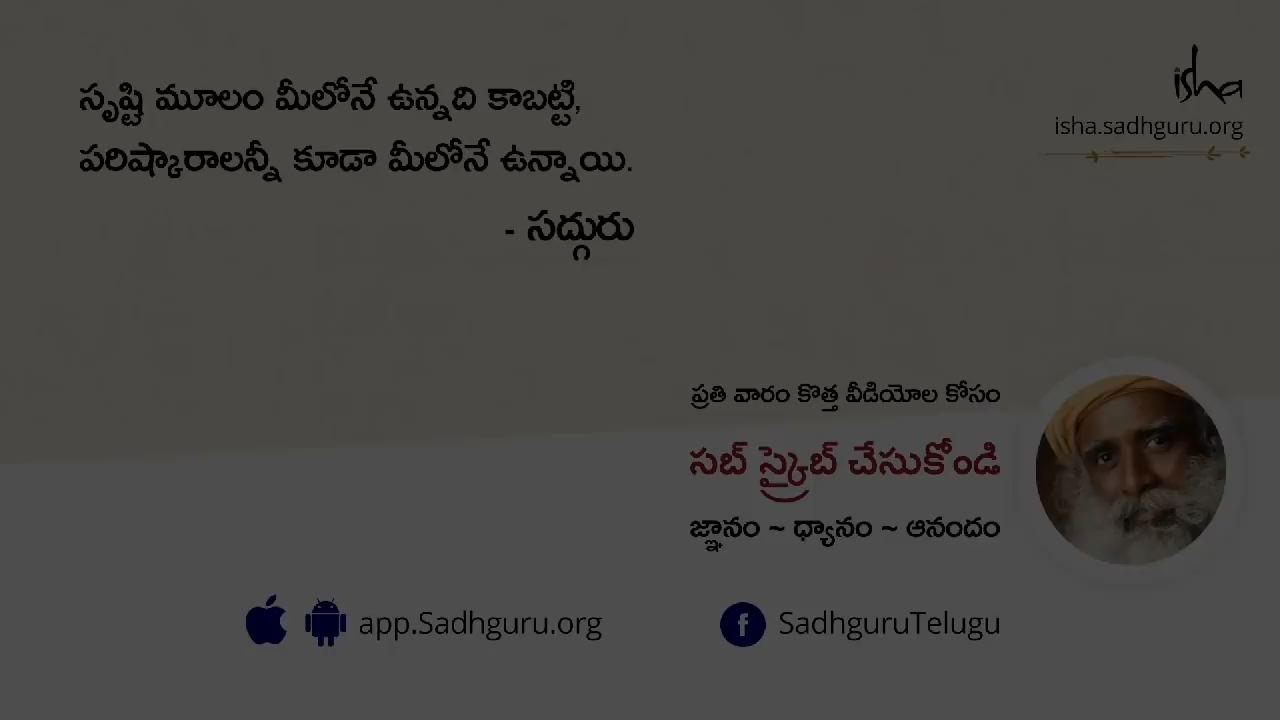 సృష్టి మూలం మీలోనే ఉన్నది కాబట్టి,
పరిష్కారాలన్నీ కూడా మీలోనే ఉన్నాయి.
- సద్గురు
isha
isha.sadhguru.org
ప్రతి వారం కొత్త వీడియోల కోసం
సబ్ స్క్రైబ్ చేసుకోండి
జ్ఞానం ~ ధ్యానం ~ ఆనందం
app.Sadhguru.org
SadhguruTelugu